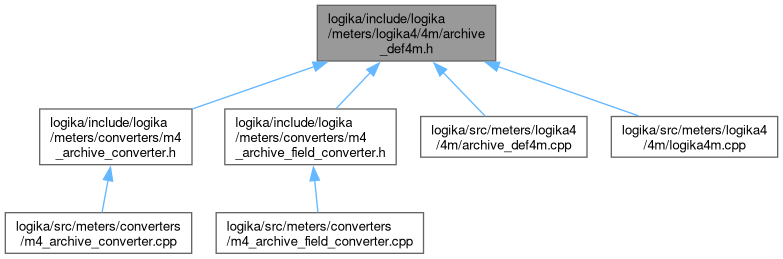 logika/include/logika
/meters/logika4/4m/archive
_def4m.h
logika/include/logika
/meters/converters/m4
_archive_converter.h
logika/include/logika
/meters/converters/m4
_archive_field_converter.h
logika/src/meters/logika4
/4m/archive_def4m.cpp
logika/src/meters/logika4
/4m/logika4m.cpp
logika/src/meters/converters
/m4_archive_converter.cpp
logika/src/meters/converters
/m4_archive_field_converter.cpp